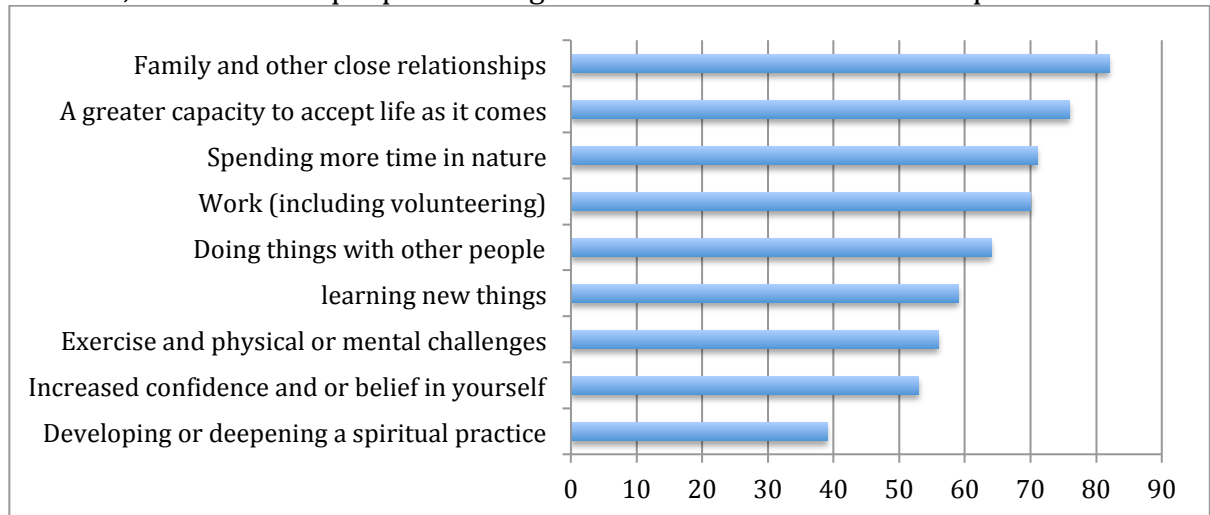 Family and other close relationships
A greater capacity to accept life as it comes
Spending more time in nature
Work (including volunteering)
Doing things with other people
learning new things
Exercise and physical or mental challenges
Increased confidence and or belief in yourself
Developing or deepening a spiritual practice
0 10 20 30 40 50 60 70 80 90